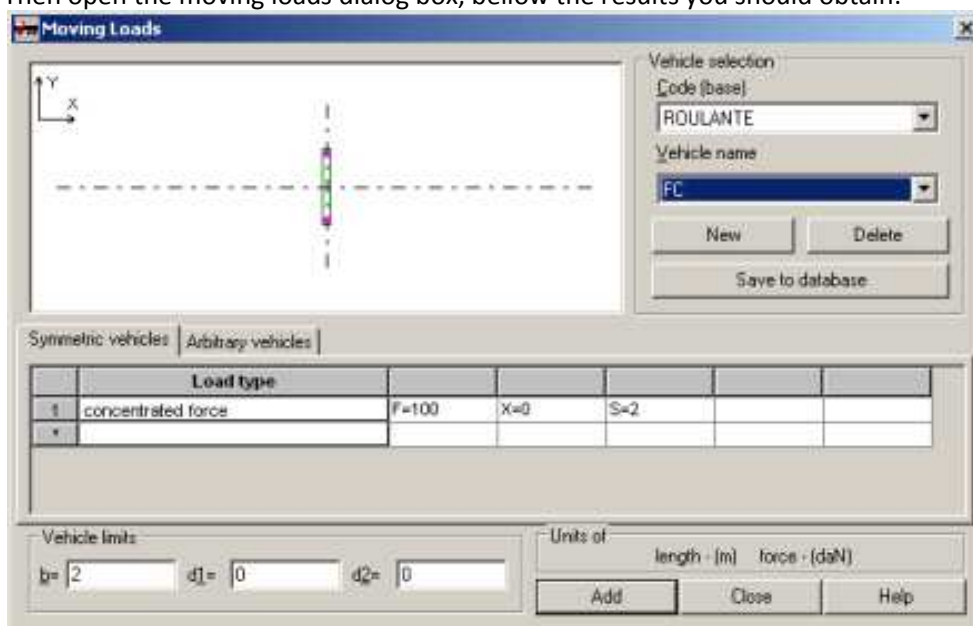 Then open the moving loads dialog box, bellow the results you should obtain:
Moving Loads
Y
X
Vehicle selection
Code (base)
ROULANTE
Vehicle name
FC
New Delete
Save to database
Symmetric vehicles Arbitrary vehicles
Load type
1 concentrated force F=100 X=0 S=2
*
Vehicle limits
b= 2 d1= 0 d2= 0
Units of
length - (m) force - (daN)
Add Close Help